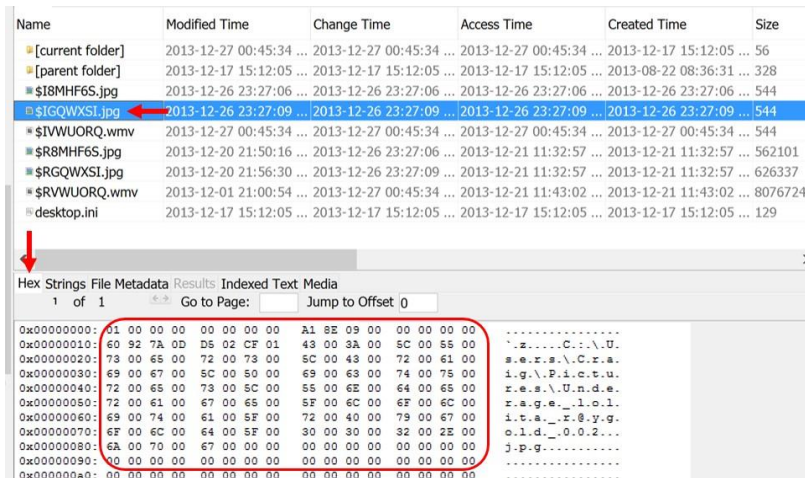 Name Modified Time Change Time Access Time Created Time Size
[current folder] 2013-12-27 00:45:34 ... 2013-12-27 00:45:34 ... 2013-12-27 00:45:34 ... 2013-12-17 15:12:05 ... 56
[parent folder] 2013-12-17 15:12:05 ... 2013-12-17 15:12:05 ... 2013-12-17 15:12:05 ... 2013-08-22 08:36:31 ... 328
$I8MHF6S.jpg 2013-12-26 23:27:06 ... 2013-12-26 23:27:06 ... 2013-12-26 23:27:06 ... 2013-12-26 23:27:06 ... 544
$IGQWXSI.jpg 2013-12-26 23:27:09 ... 2013-12-26 23:27:09 ... 2013-12-26 23:27:09 ... 2013-12-26 23:27:09 ... 544
$IVWUORQ.wmv 2013-12-27 00:45:34 ... 2013-12-27 00:45:34 ... 2013-12-27 00:45:34 ... 2013-12-27 00:45:34 ... 544
$R8MHF6S.jpg 2013-12-20 21:50:16 ... 2013-12-26 23:27:06 ... 2013-12-21 11:32:57 ... 2013-12-21 11:32:57 ... 562101
$RGQWXSI.jpg 2013-12-20 21:56:30 ... 2013-12-26 23:27:09 ... 2013-12-21 11:32:57 ... 2013-12-21 11:32:57 ... 626337
$RVWUORQ.wmv 2013-12-01 21:00:54 ... 2013-12-27 00:45:34 ... 2013-12-21 11:43:02 ... 2013-12-21 11:43:02 ... 8076724
desktop.ini 2013-12-17 15:12:05 ... 2013-12-17 15:12:05 ... 2013-12-17 15:12:05 ... 2013-12-17 15:12:05 ... 129
Hex Strings File Metadata Results Indexed Text Media
1 of 1 Go to Page: Jump to Offset 0
0x00000000: 01 00 00 00 00 00 00 00 A1 8E 09 00 00 00 00 00 ................
0x00000010: 60 92 7A 0D D5 02 CF 01 43 00 3A 00 5C 00 55 00 `.z.....C.:.\.U.
0x00000020: 73 00 65 00 72 00 73 00 5C 00 43 00 72 00 61 00 s.e.r.s.\.C.r.a.
0x00000030: 69 00 67 00 5C 00 50 00 69 00 63 00 74 00 75 00 i.g.\.P.i.c.t.u.
0x00000040: 72 00 65 00 73 00 5C 00 55 00 6E 00 64 00 65 00 r.e.s.\.U.n.d.e.
0x00000050: 72 00 61 00 67 00 65 00 5F 00 6C 00 6F 00 6C 00 r.a.g.e._.l.o.l.
0x00000060: 69 00 74 00 61 00 5F 00 72 00 40 00 79 00 67 00 i.t.a._.r.@.y.g.
0x00000070: 6F 00 6C 00 64 00 5F 00 30 00 30 00 32 00 2E 00 o.l.d._.0.0.2...
0x00000080: 6A 00 70 00 67 00 00 00 00 00 00 00 00 00 00 00 j.p.g...........
0x00000090: 00 00 00 00 00 00 00 00 00 00 00 00 00 00 00 00 ................
0x000000a0: 00 00 00 00 00 00 00 00 00 00 00 00 00 00 00 00 ................